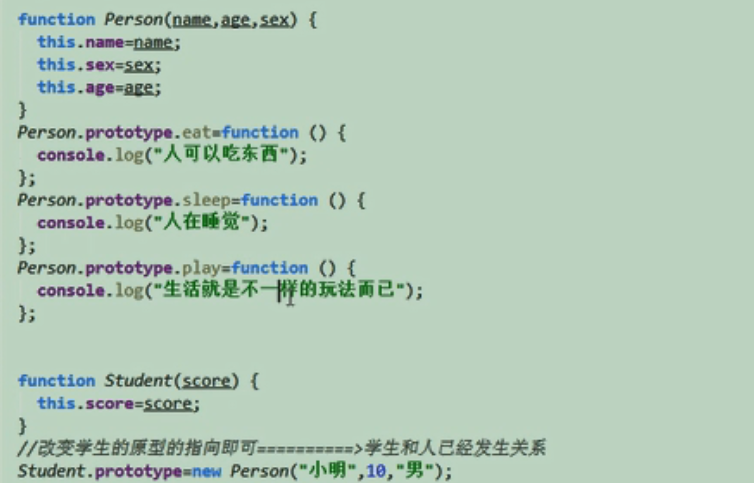 function Person(name,age,sex) {
this.name=name;
this.sex=sex;
this.age=age;
}
Person.prototype.eat=function () {
console.log("人可以吃东西");
};
Person.prototype.sleep=function () {
console.log("人在睡觉");
};
Person.prototype.play=function () {
console.log("生活就是不一样的玩法而已");
};
function Student(score) {
this.score=score;
}
//改变学生的原型的指向即可==========>学生和人已经发生关系
Student.prototype=new Person("小明",10,"男");